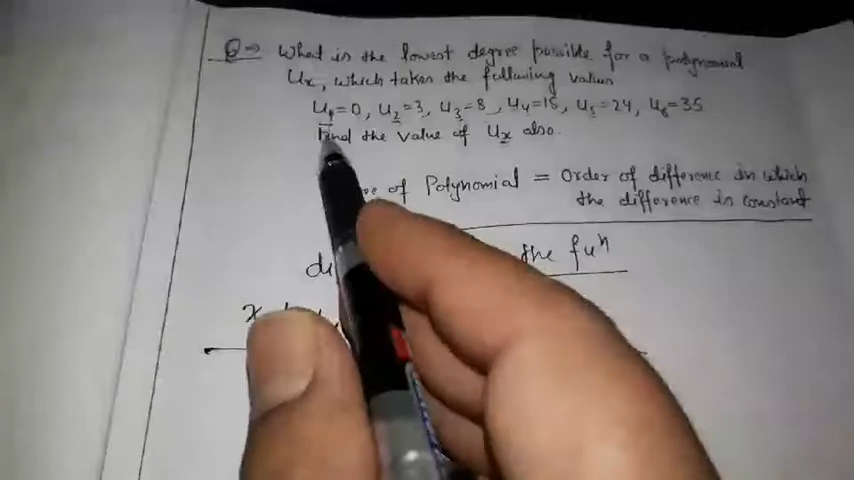 Q⇒ What is the lowest degree possible for a polynomial
Ux, which takes the following values
U1=0, U2=3, U3=8, U4=15, U5=24, U6=35
Find the value of Ux also.
of Polynomial = Order of difference in which
the difference is constant
the fuⁿ
x